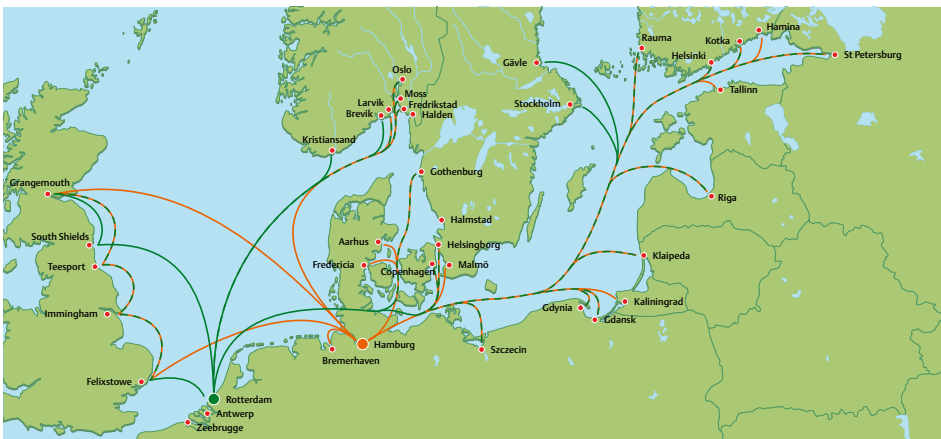 Hamina
Rauma
Kotka
St Petersburg
Helsinki
Gävle
Oslo
Tallinn
Moss
Stockholm
Larvik
Fredrikstad
Brevik
Halden
Kristiansand
Gothenburg
Grangemouth
Riga
Halmstad
South Shields
Aarhus
Helsingborg
Klaipeda
Teesport
Fredericia
Copenhagen
Malmö
Kaliningrad
Immingham
Gdynia
Gdansk
Hamburg
Szczecin
Bremerhaven
Felixstowe
Rotterdam
Antwerp
Zeebrugge